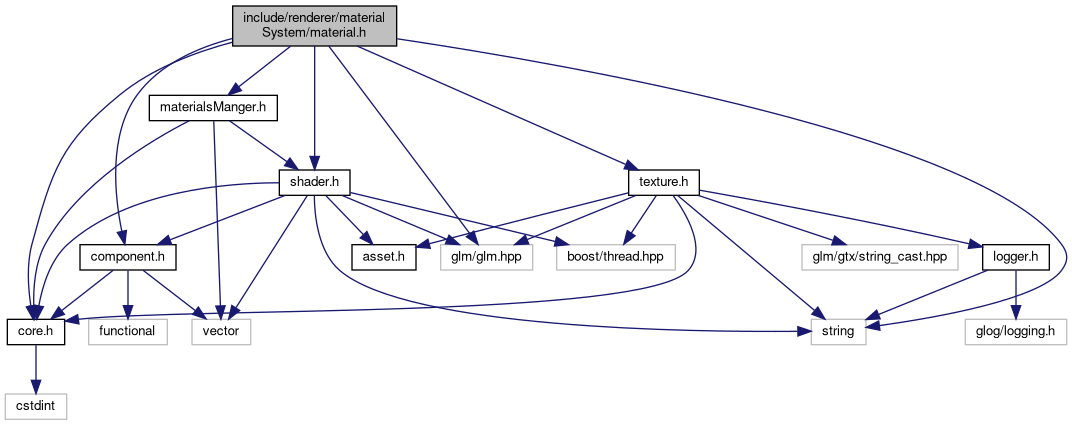 include/renderer/material
System/material.h
materialsManger.h
shader.h
texture.h
component.h
asset.h
glm/glm.hpp
boost/thread.hpp
glm/gtx/string_cast.hpp
logger.h
core.h
functional
vector
string
glog/logging.h
cstdint